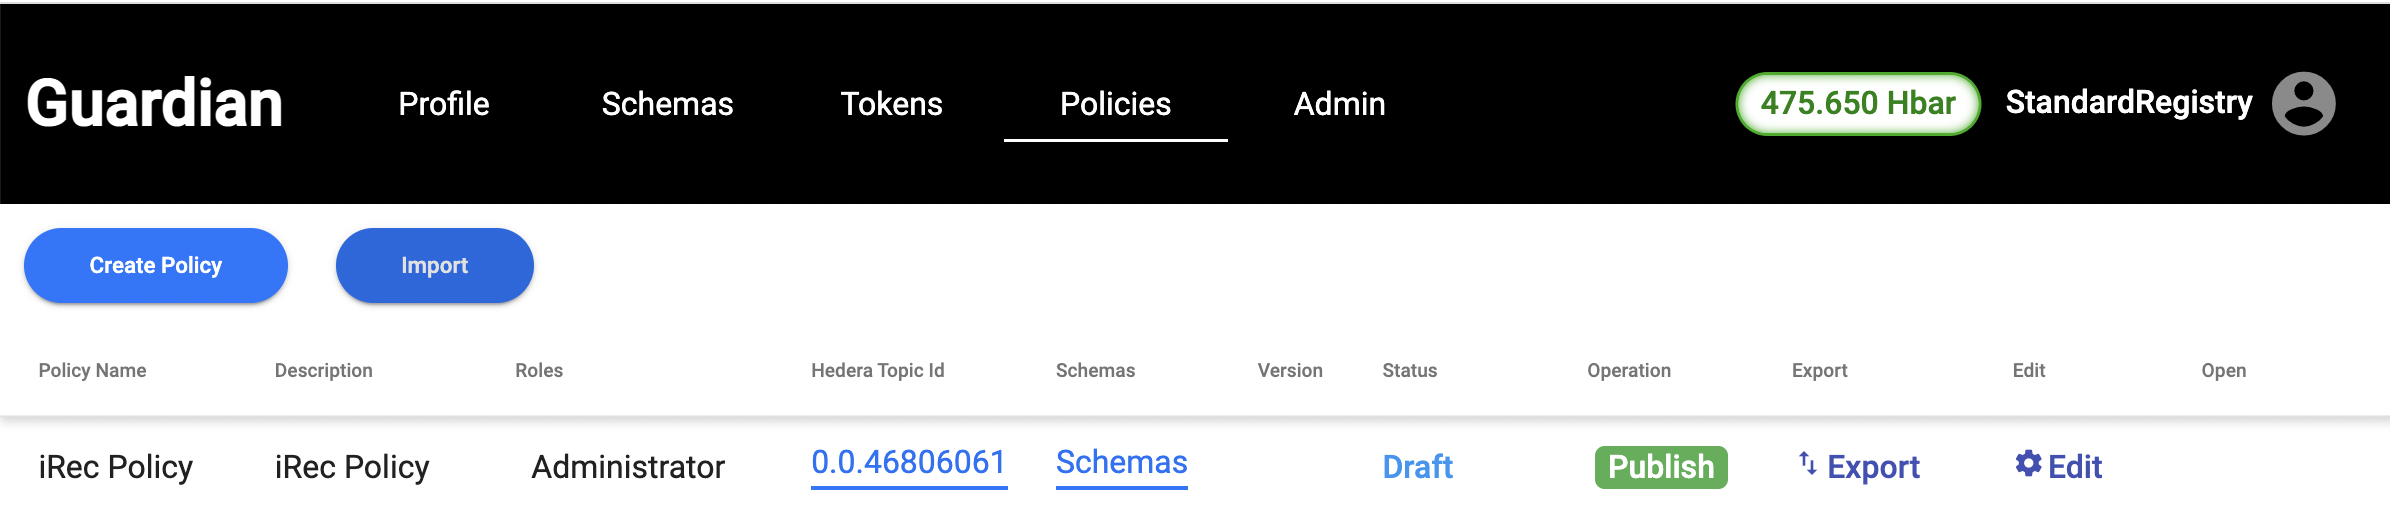 Guardian Profile Schemas Tokens Policies Admin 475.650 Hbar StandardRegistry
Create Policy Import
Policy Name Description Roles Hedera Topic Id Schemas Version Status Operation Export Edit Open
iRec Policy iRec Policy Administrator 0.0.46806061 Schemas Draft Publish Export Edit